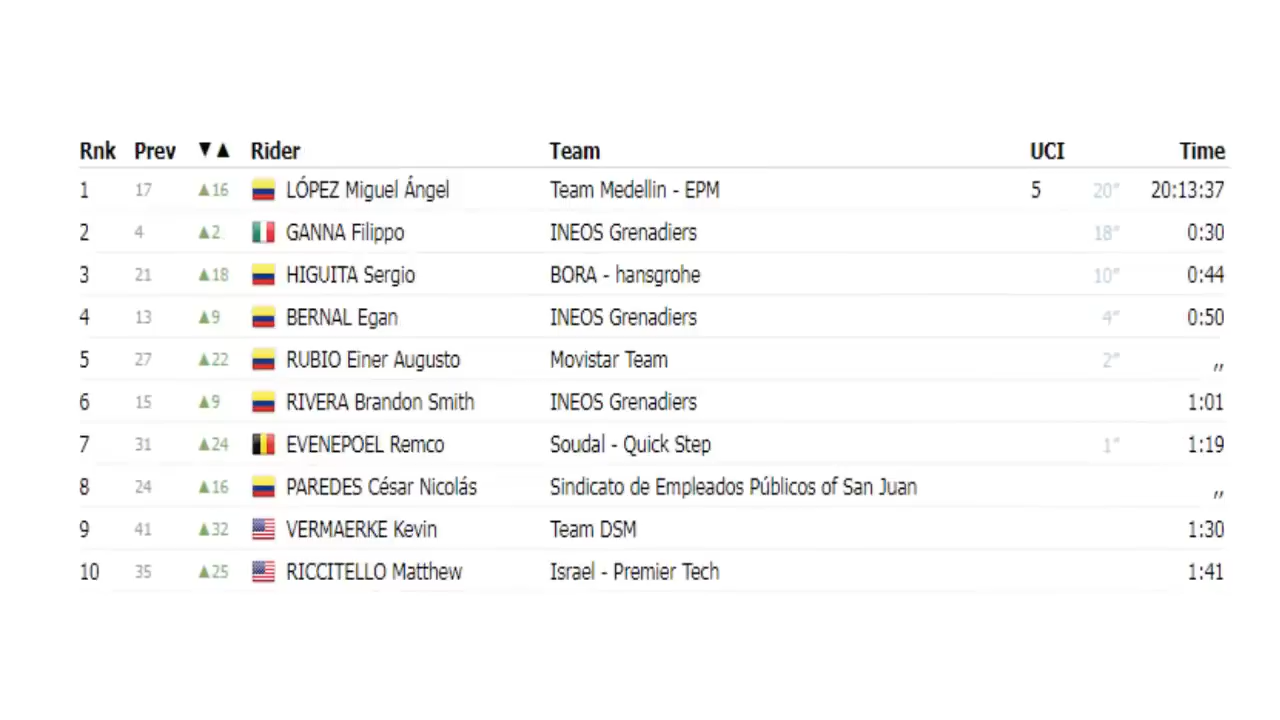 Rnk Prev ▼▲ Rider Team UCI Time
1 17 ▲16 LÓPEZ Miguel Ángel Team Medellin - EPM 5 20″ 20:13:37
2 4 ▲2 GANNA Filippo INEOS Grenadiers 18″ 0:30
3 21 ▲18 HIGUITA Sergio BORA - hansgrohe 10″ 0:44
4 13 ▲9 BERNAL Egan INEOS Grenadiers 4″ 0:50
5 27 ▲22 RUBIO Einer Augusto Movistar Team 2″ ,,
6 15 ▲9 RIVERA Brandon Smith INEOS Grenadiers 1:01
7 31 ▲24 EVENEPOEL Remco Soudal - Quick Step 1″ 1:19
8 24 ▲16 PAREDES César Nicolás Sindicato de Empleados Públicos of San Juan ,,
9 41 ▲32 VERMAERKE Kevin Team DSM 1:30
10 35 ▲25 RICCITELLO Matthew Israel - Premier Tech 1:41